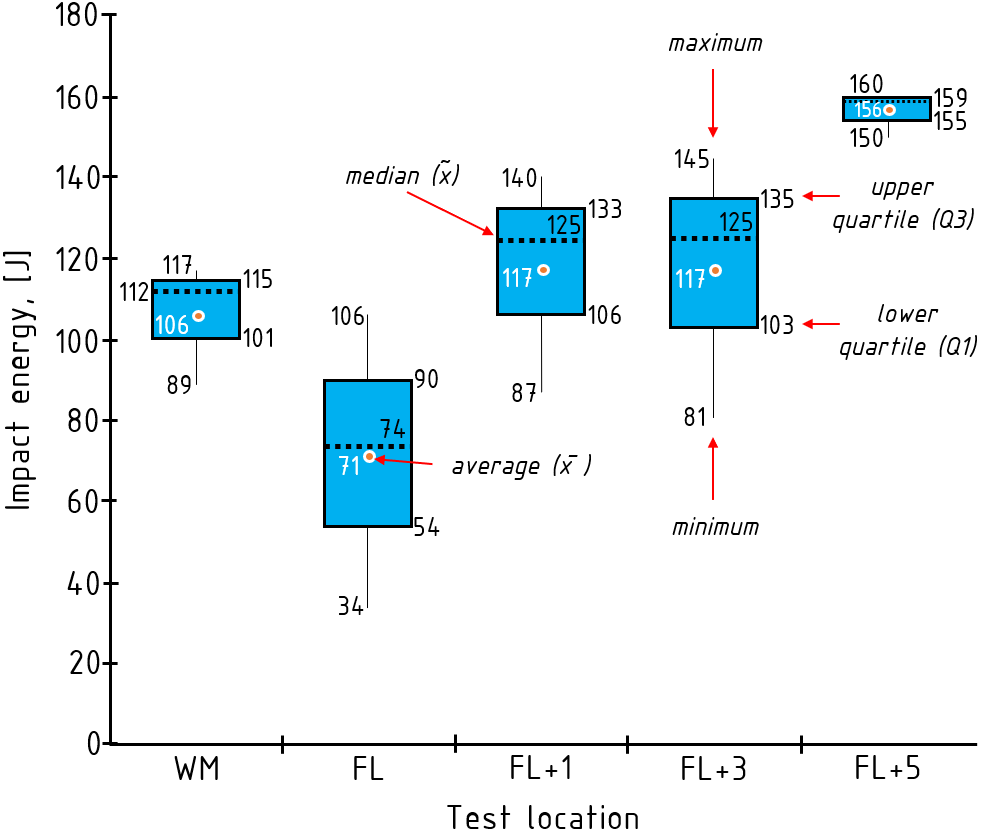 180
maximum
160
160
159
156
155
150
145
median (x̃)
140
140
135
upper
quartile (Q3)
133
125
125
120
117
115
112
117
117
106
106
106
103
lower
quartile (Q1)
101
100
89
90
87
81
80
74
71
average (x̄ )
60
54
minimum
40
34
20
0
Impact energy, [J]
WM
FL
FL+1
FL+3
FL+5
Test location